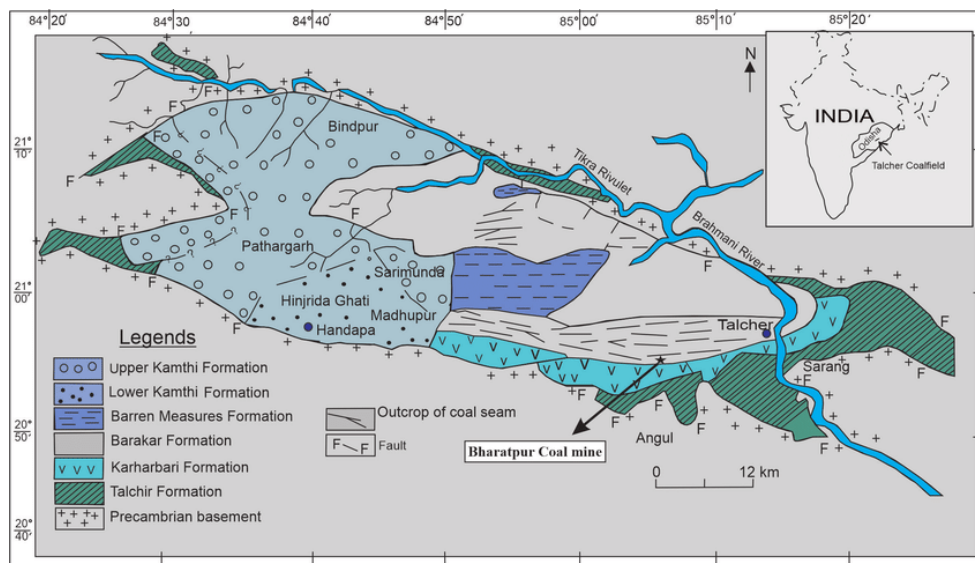 84° 20′ 84° 30′ 84° 40′ 84° 50′ 85° 00′ 85° 10′ 85° 20′
N
INDIA
Odisha
Talcher Coalfield
21° 10′
21° 00′
20° 50′
20° 40′
Bindpur
Tikra Rivulet
Brahmani River
Pathargarh
Sarimunda
Hinjrida Ghati
Madhupur
Handapa
Talcher
Sarang
Angul
Bharatpur Coal mine
0 12 km
F F F F F F F F F F F F F F F F
Legends
Upper Kamthi Formation
Lower Kamthi Formation
Barren Measures Formation
Barakar Formation
Karharbari Formation
Talchir Formation
Precambrian basement
Outcrop of coal seam
F F Fault